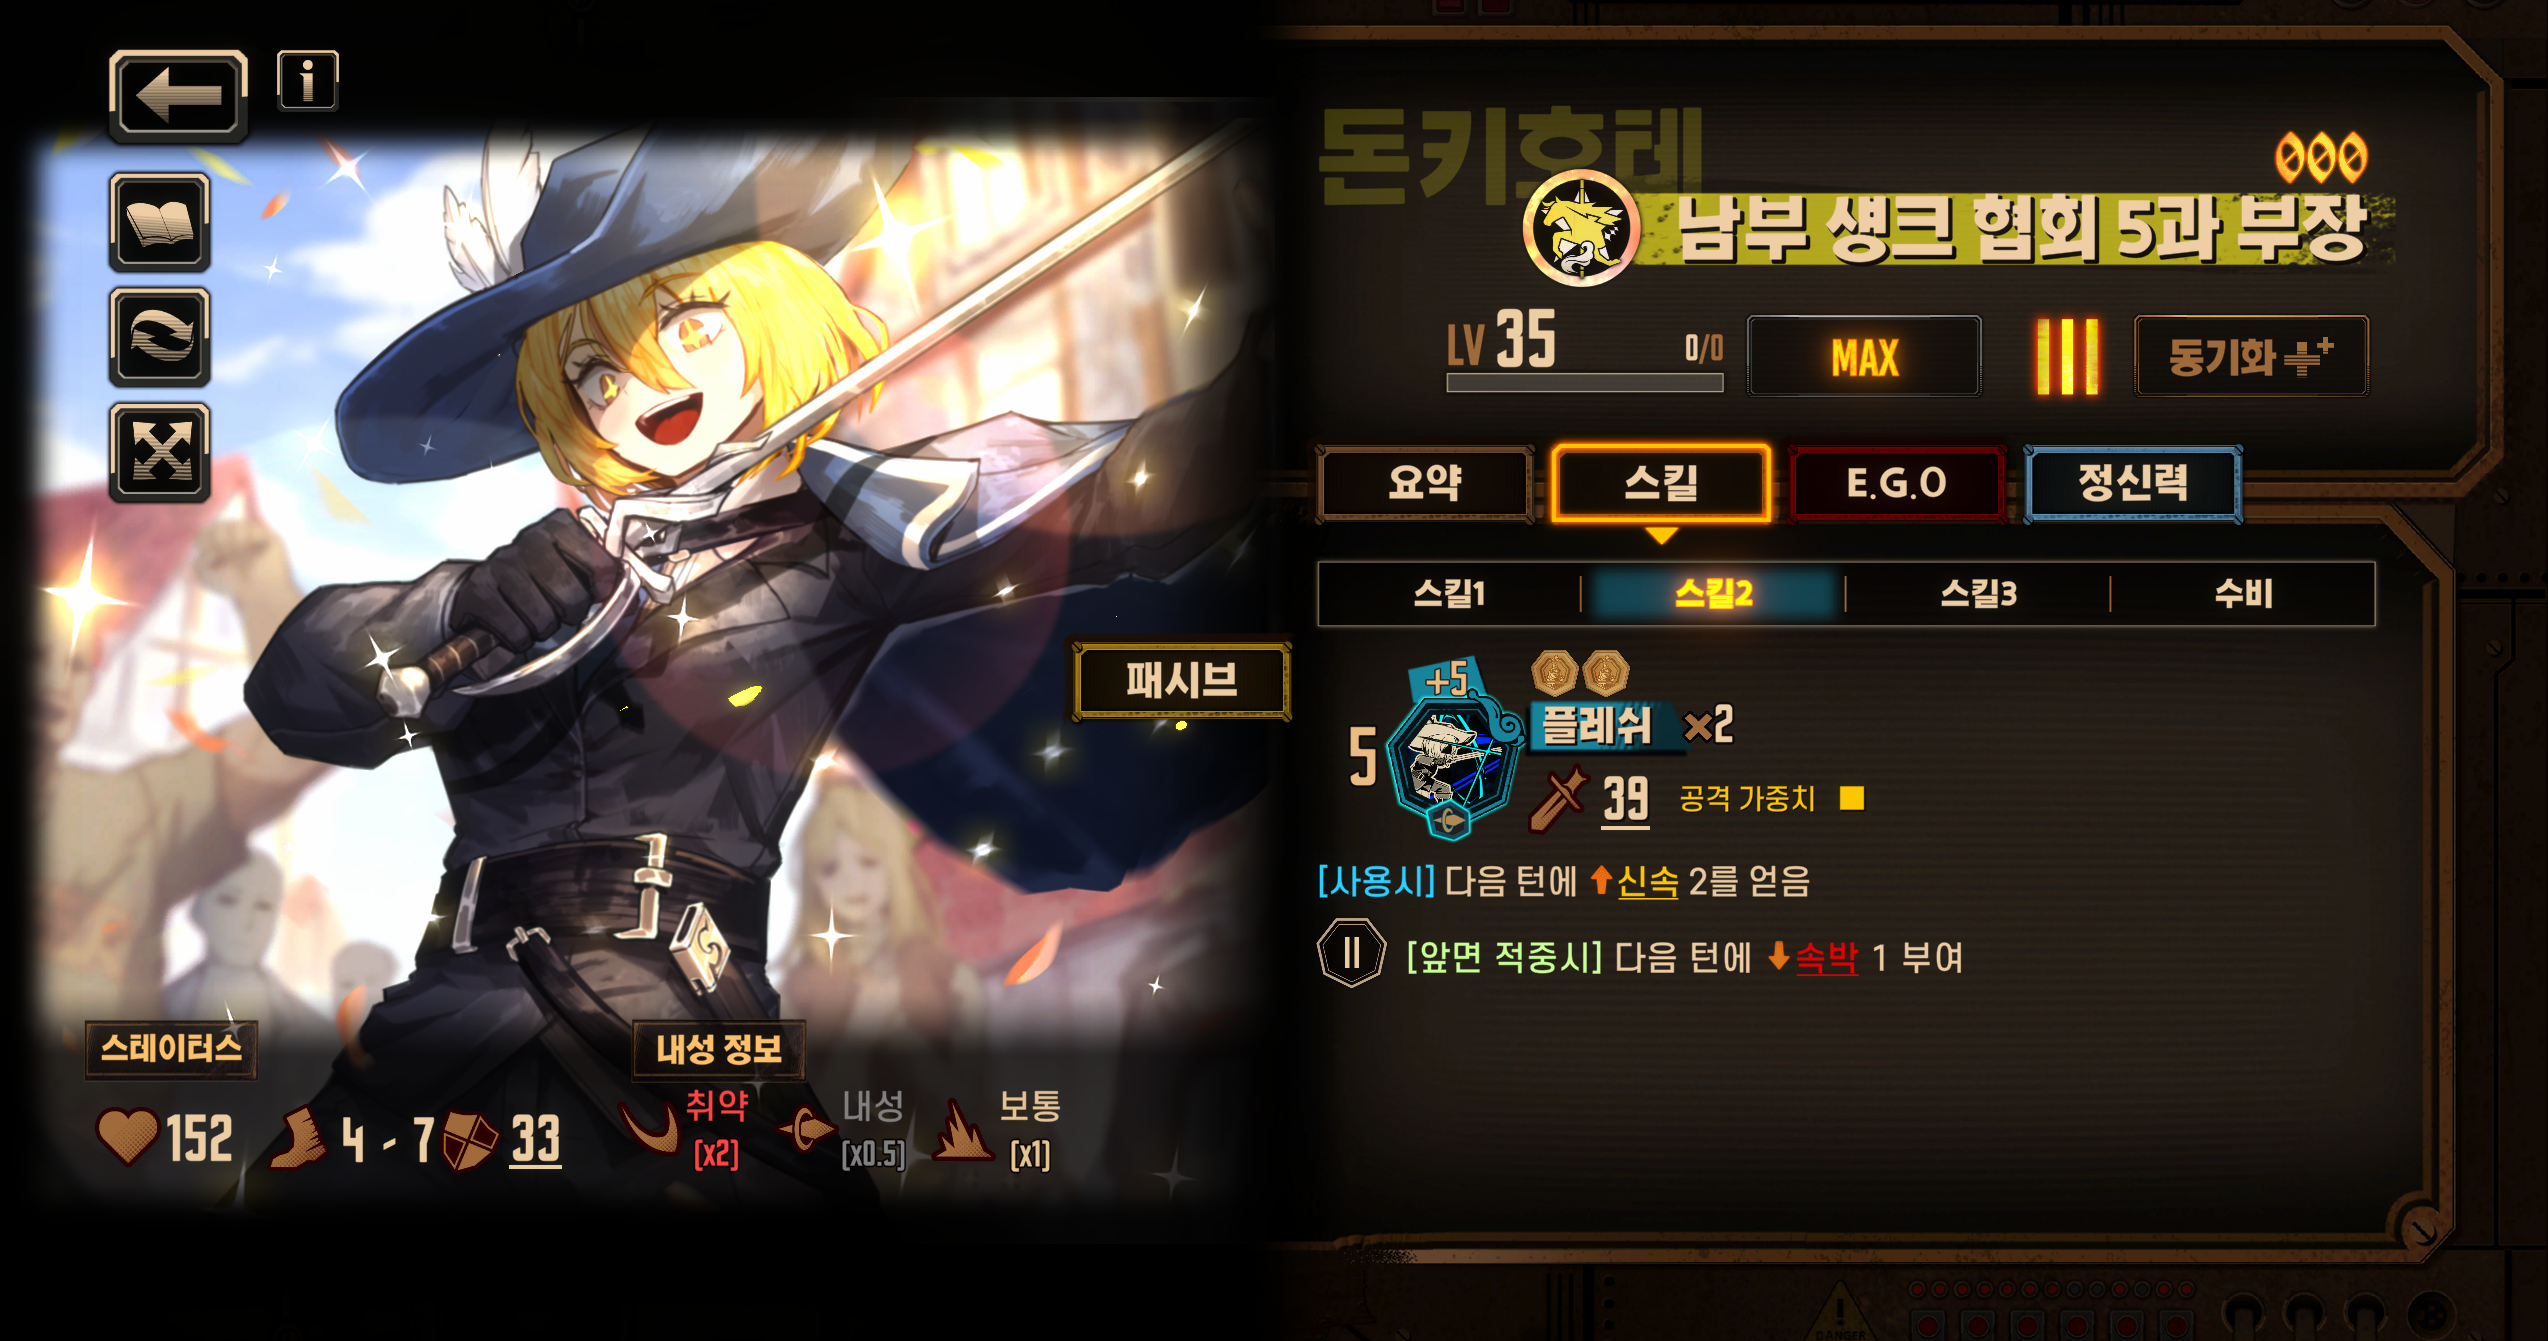 돈키호테
남부 섕크 협회 5과 부장
LV 35
0/0
MAX
동기화
요약
스킬
E.G.O
정신력
스킬1
스킬2
스킬3
수비
패시브
+5
5
플레쉬 ×2
39
공격 가중치
[사용시] 다음 턴에 신속 2를 얻음
II [앞면 적중시] 다음 턴에 속박 1 부여
스테이터스
152
4 - 7
33
내성 정보
취약
[x2]
내성
[x0.5]
보통
[x1]
DANGER